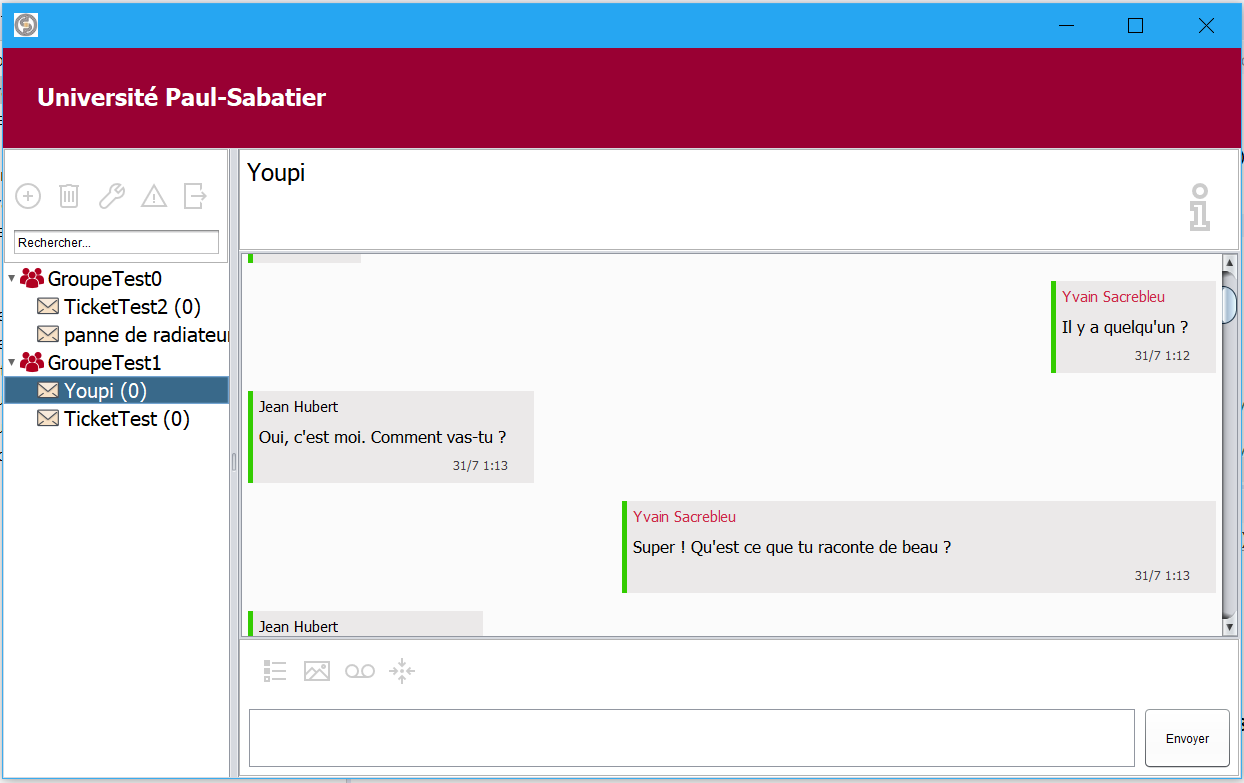 Université Paul-Sabatier
Rechercher...
GroupeTest0
TicketTest2 (0)
panne de radiateur
GroupeTest1
Youpi (0)
TicketTest (0)
Youpi
Yvain Sacrebleu
Il y a quelqu'un ?
31/7 1:12
Jean Hubert
Oui, c'est moi. Comment vas-tu ?
31/7 1:13
Yvain Sacrebleu
Super ! Qu'est ce que tu raconte de beau ?
31/7 1:13
Jean Hubert
Envoyer